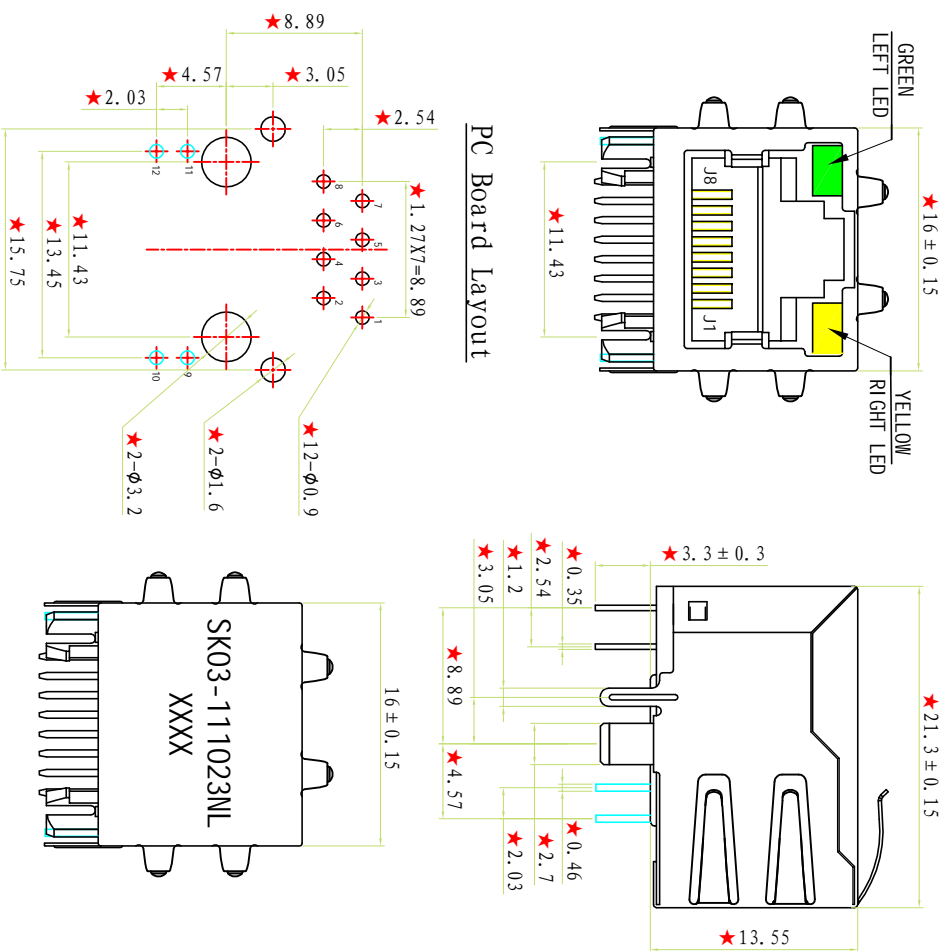 GREEN
LEFT LED
YELLOW
RIGHT LED
★16±0.15
J8
J1
★11.43
PC Board Layout
★8.89
★4.57
★3.05
★2.03
★2.54
★1.27X7=8.89
8
7
6
5
4
3
2
1
12
11
10
9
★11.43
★13.45
★15.75
★12-Φ0.9
★2-Φ1.6
★2-Φ3.2
★21.3±0.15
★3.3±0.3
★0.35
★2.54
★1.2
★3.05
★8.89
★4.57
★0.46
★2.7
★2.03
★13.55
16±0.15
SK03-111023NL
XXXX